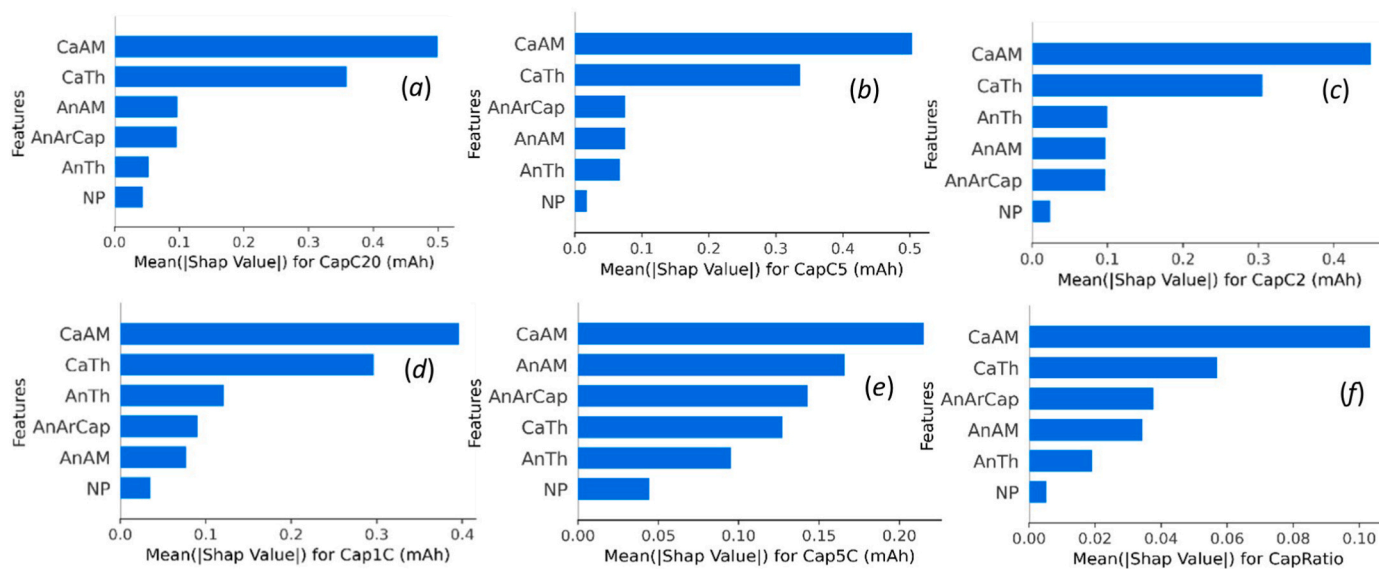 Features
CaAM
CaTh
AnAM
AnArCap
AnTh
NP
(a)
0.0 0.1 0.2 0.3 0.4 0.5
Mean(|Shap Value|) for CapC20 (mAh)
Features
CaAM
CaTh
AnArCap
AnAM
AnTh
NP
(b)
0.0 0.1 0.2 0.3 0.4 0.5
Mean(|Shap Value|) for CapC5 (mAh)
Features
CaAM
CaTh
AnTh
AnAM
AnArCap
NP
(c)
0.0 0.1 0.2 0.3 0.4
Mean(|Shap Value|) for CapC2 (mAh)
Features
CaAM
CaTh
AnTh
AnArCap
AnAM
NP
(d)
0.0 0.1 0.2 0.3 0.4
Mean(|Shap Value|) for Cap1C (mAh)
Features
CaAM
AnAM
AnArCap
CaTh
AnTh
NP
(e)
0.00 0.05 0.10 0.15 0.20
Mean(|Shap Value|) for Cap5C (mAh)
Features
CaAM
CaTh
AnArCap
AnAM
AnTh
NP
(f)
0.00 0.02 0.04 0.06 0.08 0.10
Mean(|Shap Value|) for CapRatio